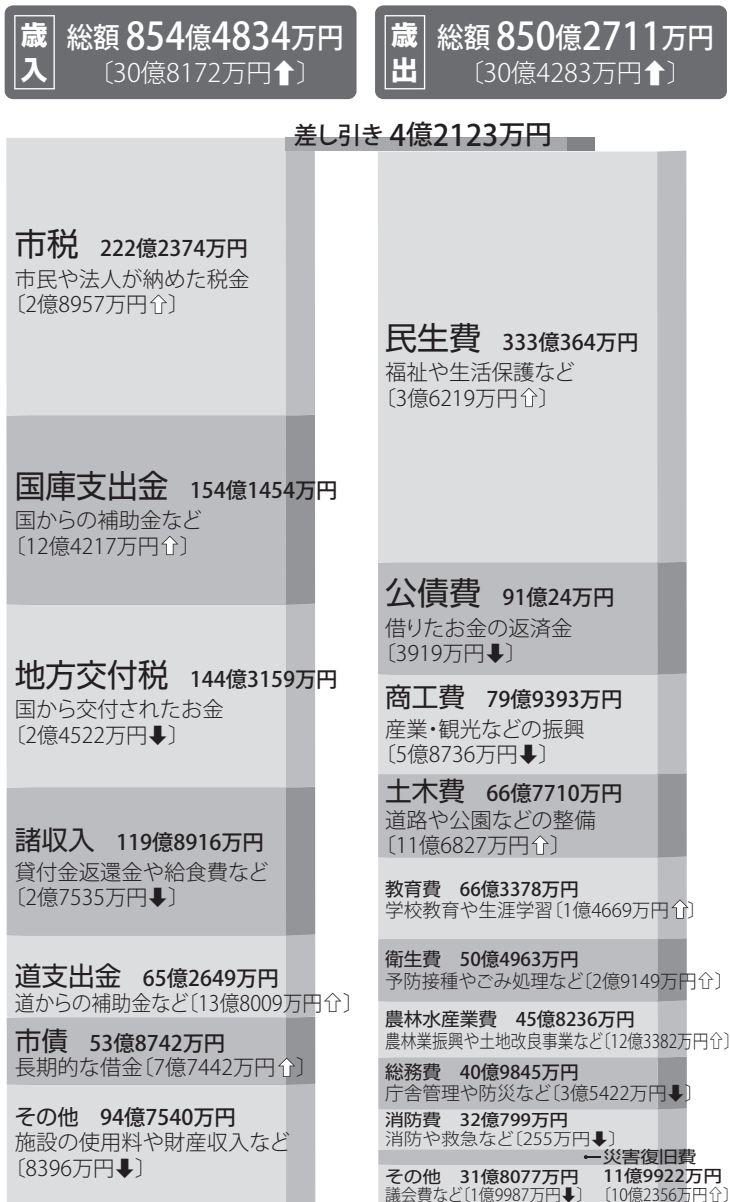 歳入 総額 854億4834万円
〔30億8172万円⬆〕
歳出 総額 850億2711万円
〔30億4283万円⬆〕
差し引き 4億2123万円
市税 222億2374万円
市民や法人が納めた税金
〔2億8957万円⇧〕
国庫支出金 154億1454万円
国からの補助金など
〔12億4217万円⇧〕
地方交付税 144億3159万円
国から交付されたお金
〔2億4522万円⬇〕
諸収入 119億8916万円
貸付金返還金や給食費など
〔2億7535万円⬇〕
道支出金 65億2649万円
道からの補助金など〔13億8009万円⇧〕
市債 53億8742万円
長期的な借金〔7億7442万円⇧〕
その他 94億7540万円
施設の使用料や財産収入など
〔8396万円⬇〕
民生費 333億364万円
福祉や生活保護など
〔3億6219万円⇧〕
公債費 91億24万円
借りたお金の返済金
〔3919万円⬇〕
商工費 79億9393万円
産業・観光などの振興
〔5億8736万円⬇〕
土木費 66億7710万円
道路や公園などの整備
〔11億6827万円⇧〕
教育費 66億3378万円
学校教育や生涯学習〔1億4669万円⇧〕
衛生費 50億4963万円
予防接種やごみ処理など〔2億9149万円⇧〕
農林水産業費 45億8236万円
農林業振興や土地改良事業など〔12億3382万円⇧〕
総務費 40億9845万円
庁舎管理や防災など〔3億5422万円⬇〕
消防費 32億799万円
消防や救急など〔255万円⬇〕
←災害復旧費
11億9922万円
〔10億2356万円⇧〕
その他 31億8077万円
議会費など〔1億9987万円⬇〕